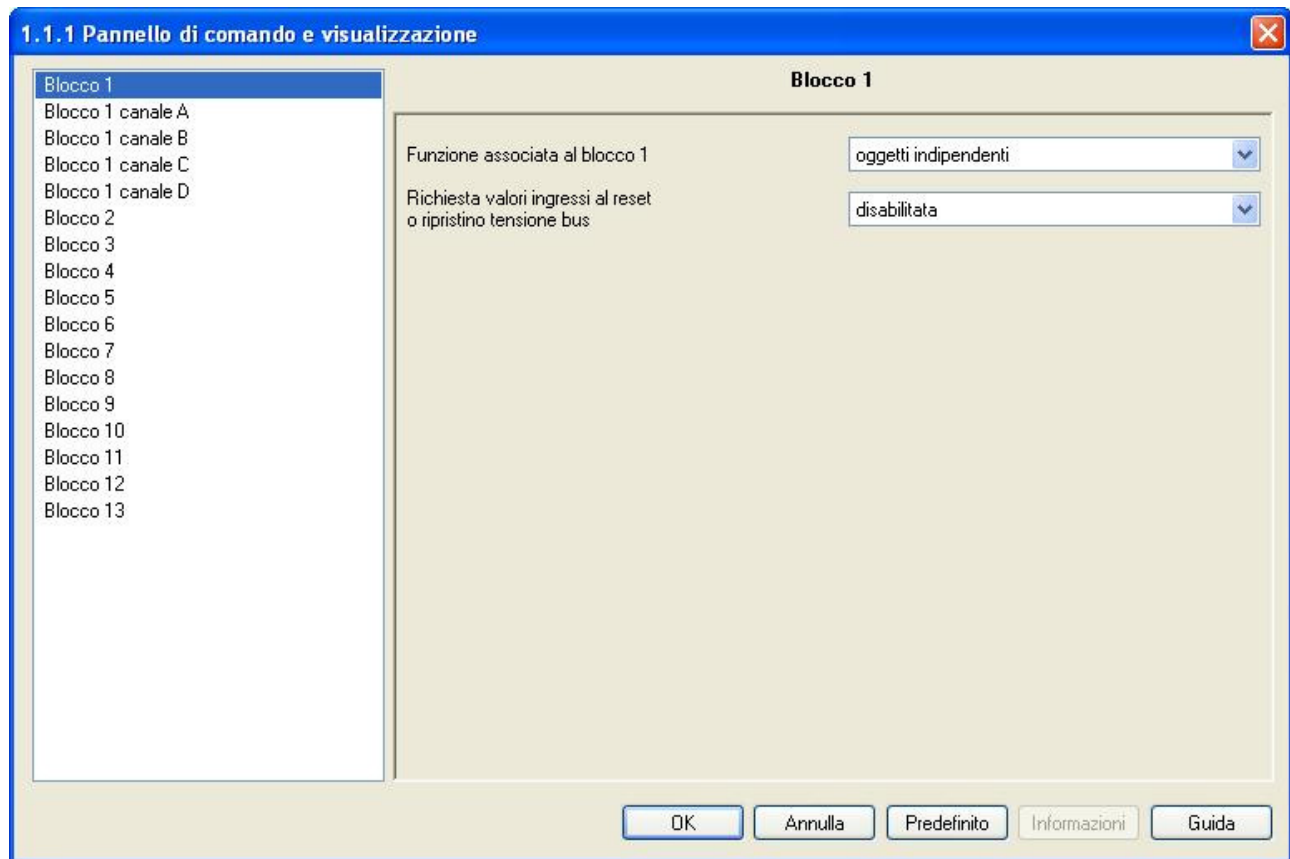 1.1.1 Pannello di comando e visualizzazione
Blocco 1
Blocco 1 canale A
Blocco 1 canale B
Blocco 1 canale C
Blocco 1 canale D
Blocco 2
Blocco 3
Blocco 4
Blocco 5
Blocco 6
Blocco 7
Blocco 8
Blocco 9
Blocco 10
Blocco 11
Blocco 12
Blocco 13
Blocco 1
Funzione associata al blocco 1
oggetti indipendenti
Richiesta valori ingressi al reset
o ripristino tensione bus
disabilitata
OK
Annulla
Predefinito
Informazioni
Guida